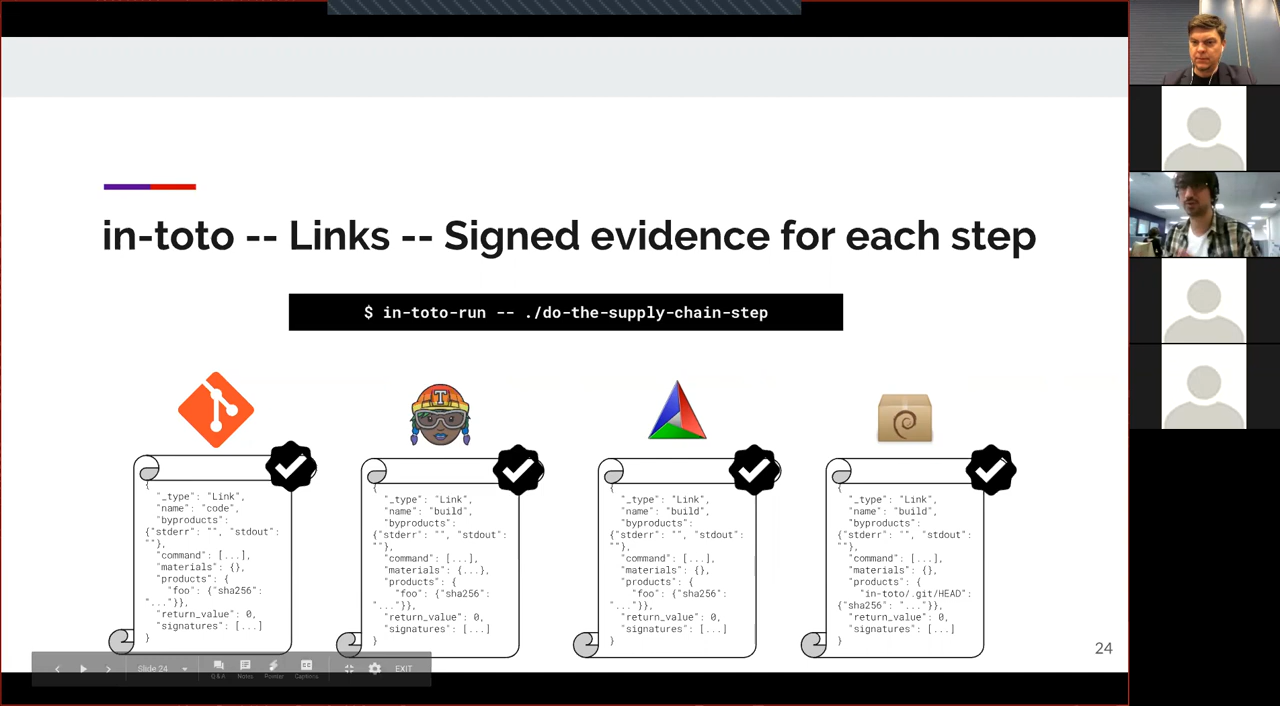 in-toto -- Links -- Signed evidence for each step
$ in-toto-run -- ./do-the-supply-chain-step
T
{
"_type": "Link",
"name": "code",
"byproducts":
{"stderr": "", "stdout":
""},
"command": [...],
"materials": {},
"products": {
"foo": {"sha256":
"..."}},
"return_value": 0,
"signatures": [...]
}
{
"_type": "Link",
"name": "build",
"byproducts":
{"stderr": "", "stdout":
""},
"command": [...],
"materials": {...},
"products": {
"foo": {"sha256":
"..."}},
"return_value": 0,
"signatures": [...]
}
{
"_type": "Link",
"name": "build",
"byproducts":
{"stderr": "", "stdout":
""},
"command": [...],
"materials": {},
"products": {
"foo": {"sha256":
"..."}},
"return_value": 0,
"signatures": [...]
}
{
"_type": "Link",
"name": "build",
"byproducts":
{"stderr": "", "stdout":
""},
"command": [...],
"materials": {},
"products": {
"in-toto/.git/HEAD":
{"sha256": "..."}},
"return_value": 0,
"signatures": [...]
}
24
Slide 24
Q & A
Notes
Pointer
CC
Captions
EXIT